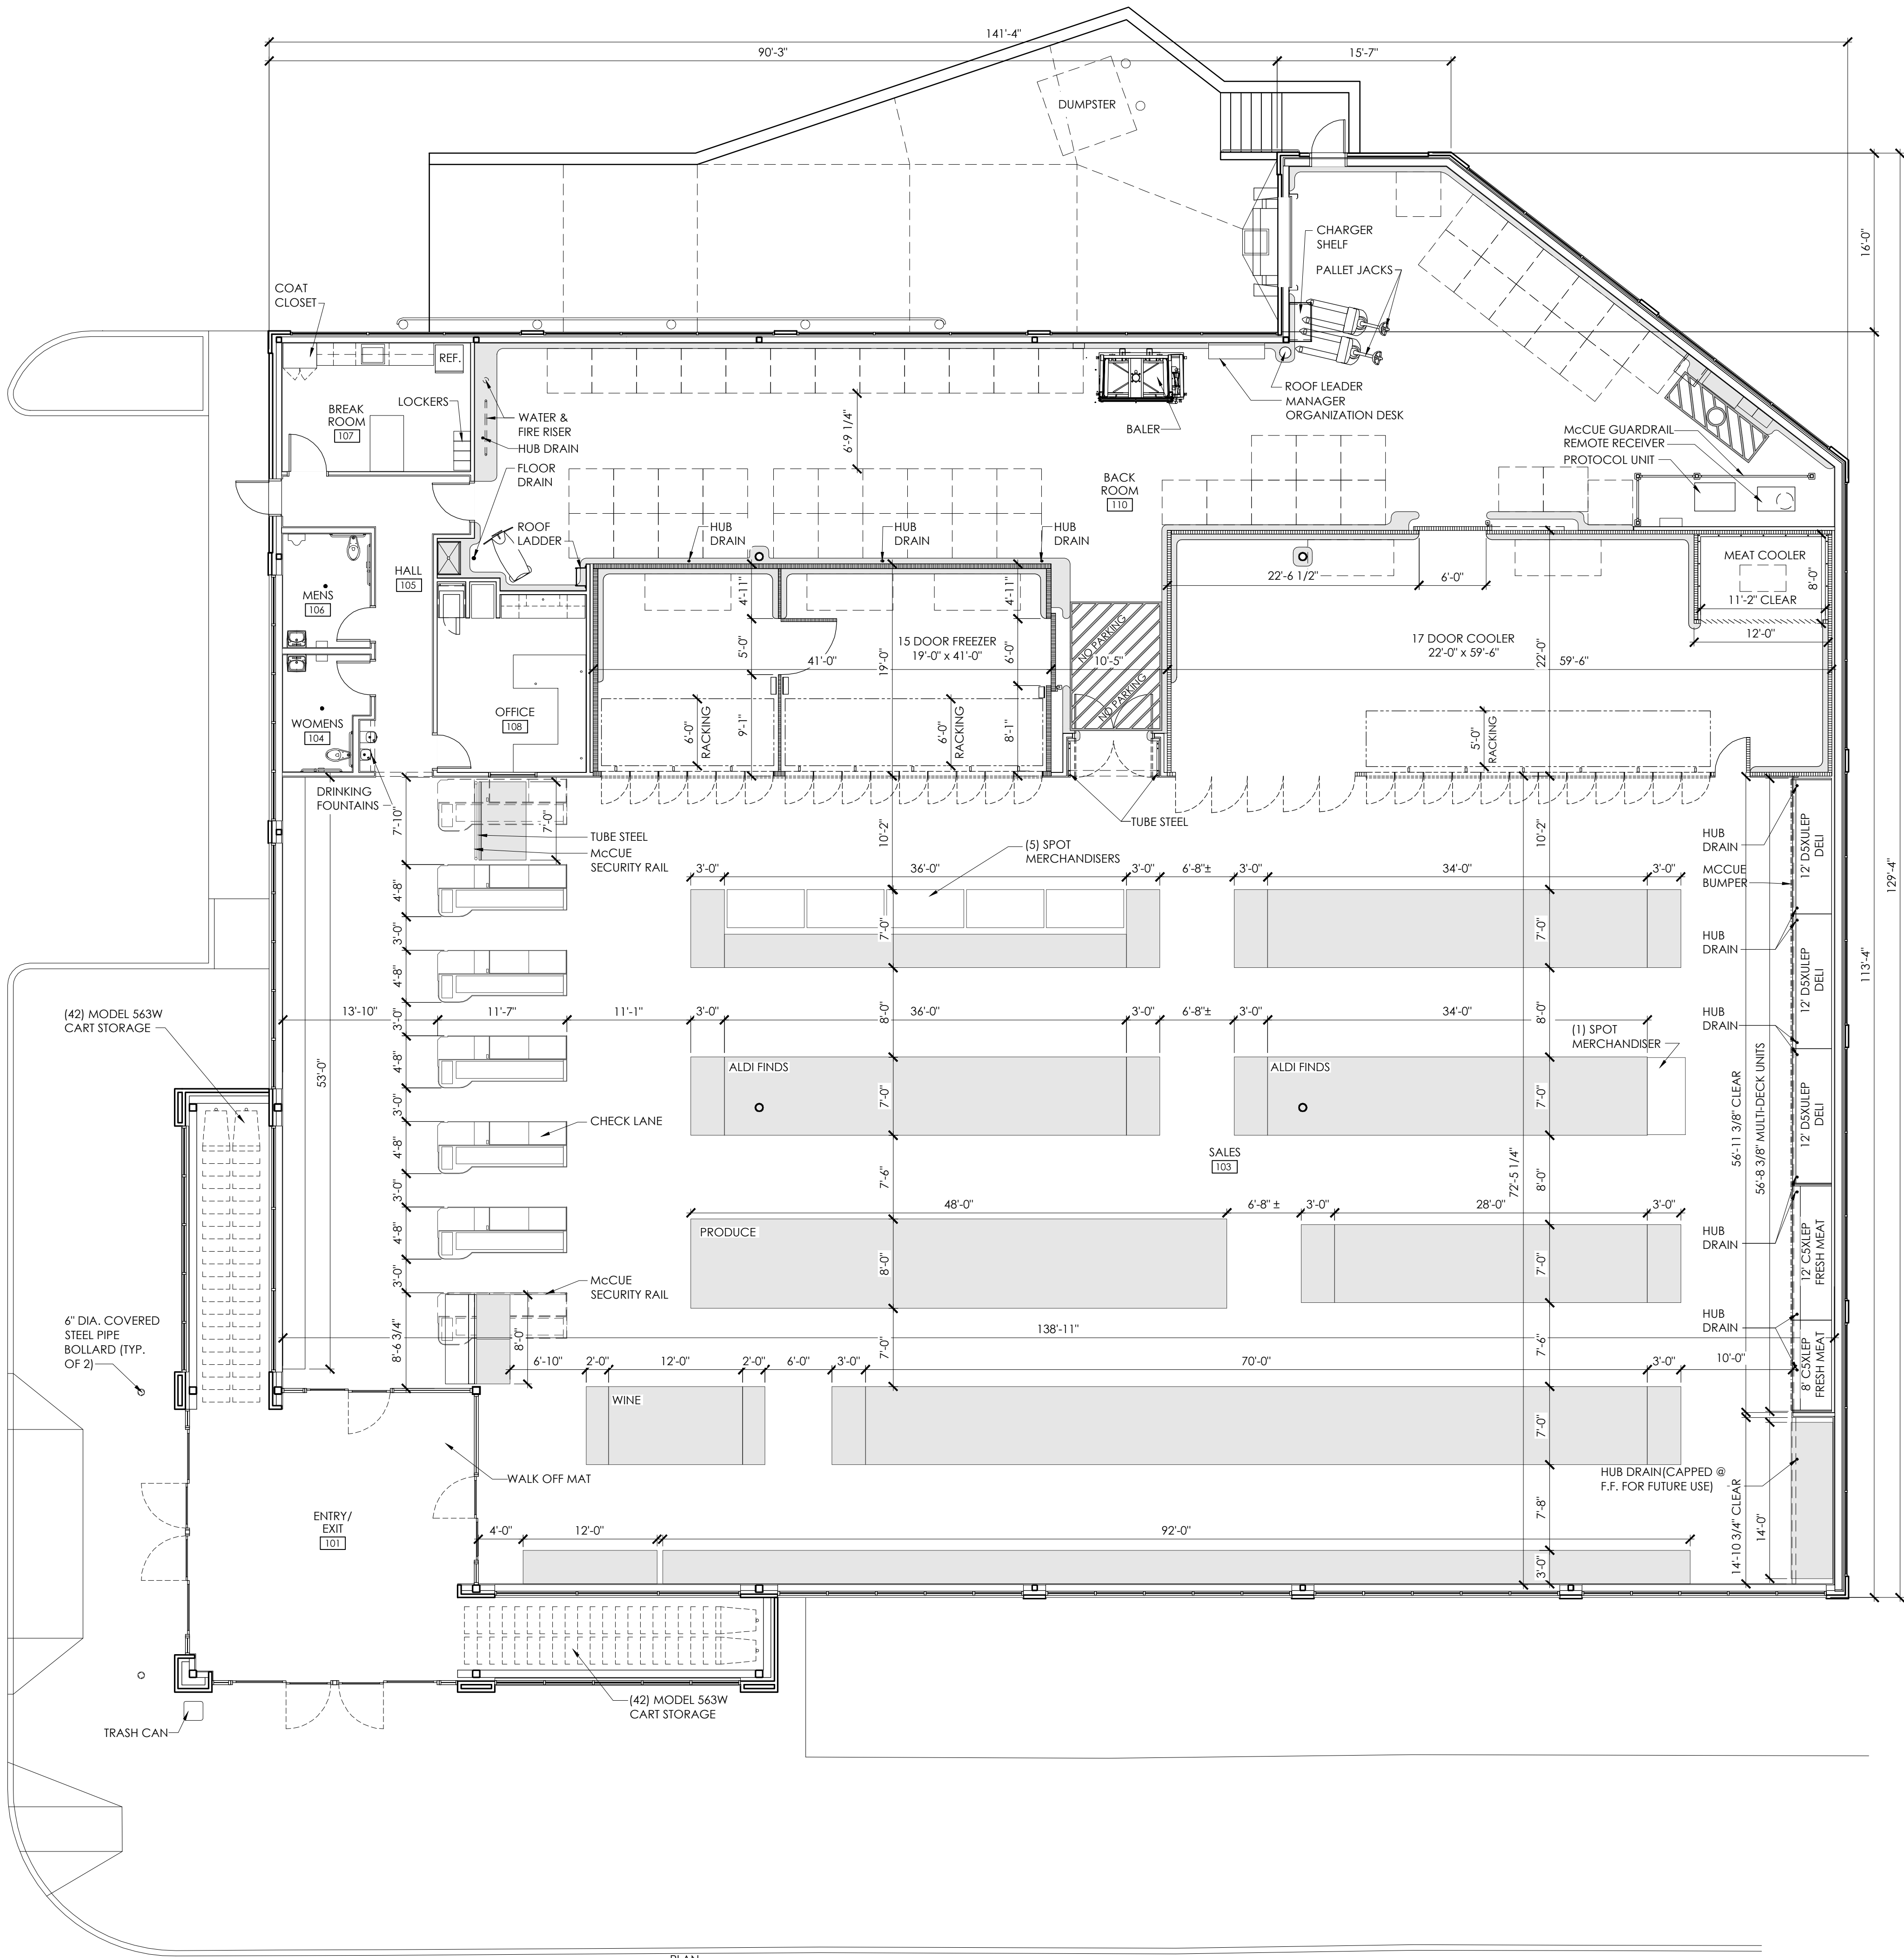 141'-4"
90'-3"
15'-7"
DUMPSTER
16'-0"
CHARGER
SHELF
PALLET JACKS
COAT
CLOSET
REF.
LOCKERS
BREAK
ROOM
107
WATER &
FIRE RISER
HUB DRAIN
FLOOR
DRAIN
6'-9 1/4"
BALER
ROOF LEADER
MANAGER
ORGANIZATION DESK
McCUE GUARDRAIL
REMOTE RECEIVER
PROTOCOL UNIT
BACK
ROOM
110
ROOF
LADDER
HUB
DRAIN
HUB
DRAIN
HUB
DRAIN
HALL
105
MENS
106
WOMENS
104
OFFICE
108
DRINKING
FOUNTAINS
4'-11"
5'-0"
9'-1"
41'-0"
19'-0"
15 DOOR FREEZER
19'-0" x 41'-0"
4'-11"
6'-0"
8'-1"
6'-0"
RACKING
6'-0"
RACKING
NO PARKING
NO PARKING
10'-5"
22'-6 1/2"
6'-0"
17 DOOR COOLER
22'-0" x 59'-6"
22'-0"
59'-6"
MEAT COOLER
8'-0"
11'-2" CLEAR
12'-0"
5'-0"
RACKING
TUBE STEEL
7'-10"
7'-0"
TUBE STEEL
McCUE
SECURITY RAIL
10'-2"
10'-2"
(5) SPOT
MERCHANDISERS
3'-0"
36'-0"
3'-0"
6'-8"±
3'-0"
34'-0"
3'-0"
7'-0"
7'-0"
HUB
DRAIN
MCCUE
BUMPER
12' D5XULEP
DELI
HUB
DRAIN
12' D5XULEP
DELI
HUB
DRAIN
12' D5XULEP
DELI
HUB
DRAIN
12' C5XLEP
FRESH MEAT
HUB
DRAIN
8' C5XLEP
FRESH MEAT
129'-4"
113'-4"
4'-8"
3'-0"
4'-8"
3'-0"
4'-8"
3'-0"
4'-8"
3'-0"
4'-8"
3'-0"
8'-6 3/4"
(42) MODEL 563W
CART STORAGE
13'-10"
11'-7"
11'-1"
3'-0"
36'-0"
3'-0"
6'-8"±
3'-0"
34'-0"
8'-0"
8'-0"
(1) SPOT
MERCHANDISER
53'-0"
ALDI FINDS
7'-0"
ALDI FINDS
7'-0"
CHECK LANE
SALES
103
7'-6"
8'-0"
72'-5 1/4"
56'-11 3/8" CLEAR
56'-8 3/8" MULTI-DECK UNITS
48'-0"
6'-8" ±
3'-0"
28'-0"
3'-0"
PRODUCE
8'-0"
7'-0"
McCUE
SECURITY RAIL
8'-0"
138'-11"
7'-0"
7'-6"
6" DIA. COVERED
STEEL PIPE
BOLLARD (TYP.
OF 2)
6'-10"
2'-0"
12'-0"
2'-0"
6'-0"
3'-0"
70'-0"
3'-0"
10'-0"
WINE
7'-0"
WALK OFF MAT
HUB DRAIN(CAPPED @
F.F. FOR FUTURE USE)
14'-10 3/4" CLEAR
14'-0"
7'-8"
ENTRY/
EXIT
101
4'-0"
12'-0"
92'-0"
3'-0"
(42) MODEL 563W
CART STORAGE
TRASH CAN